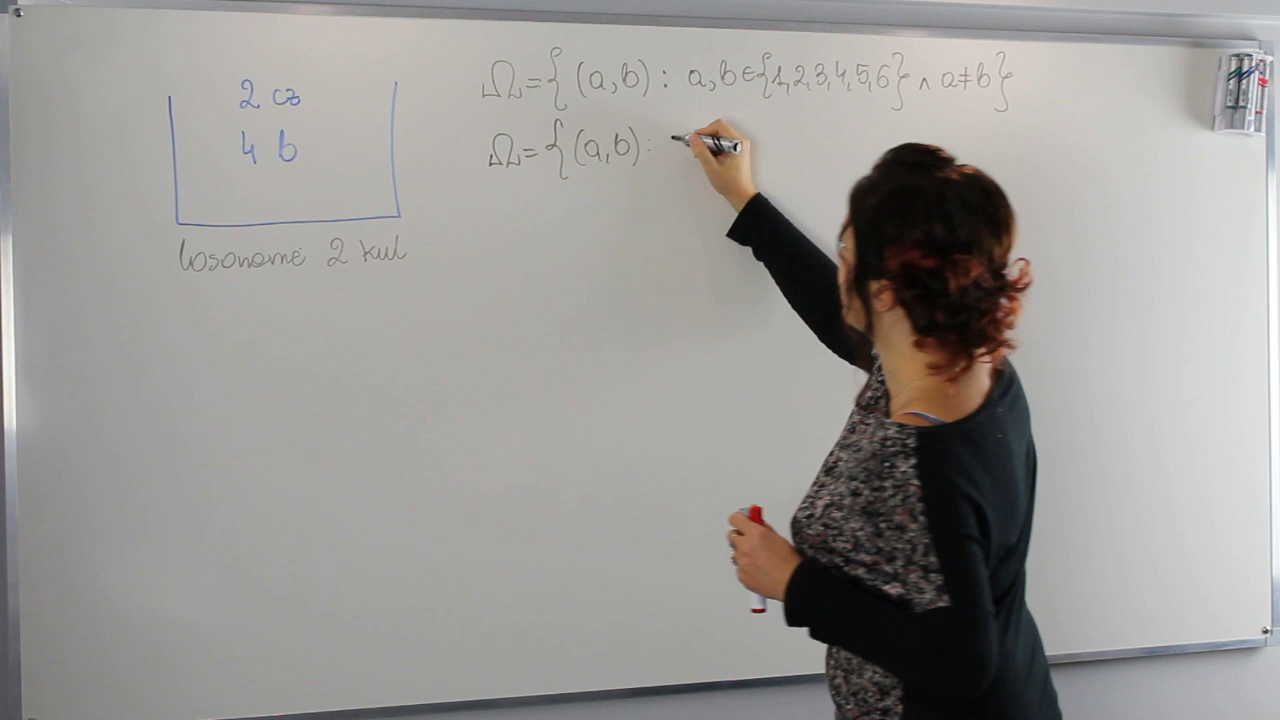 2 cz
4 b
losowanie 2 kul
Ω={(a,b): a,b∈{1,2,3,4,5,6} ∧ a≠b}
Ω={(a,b):